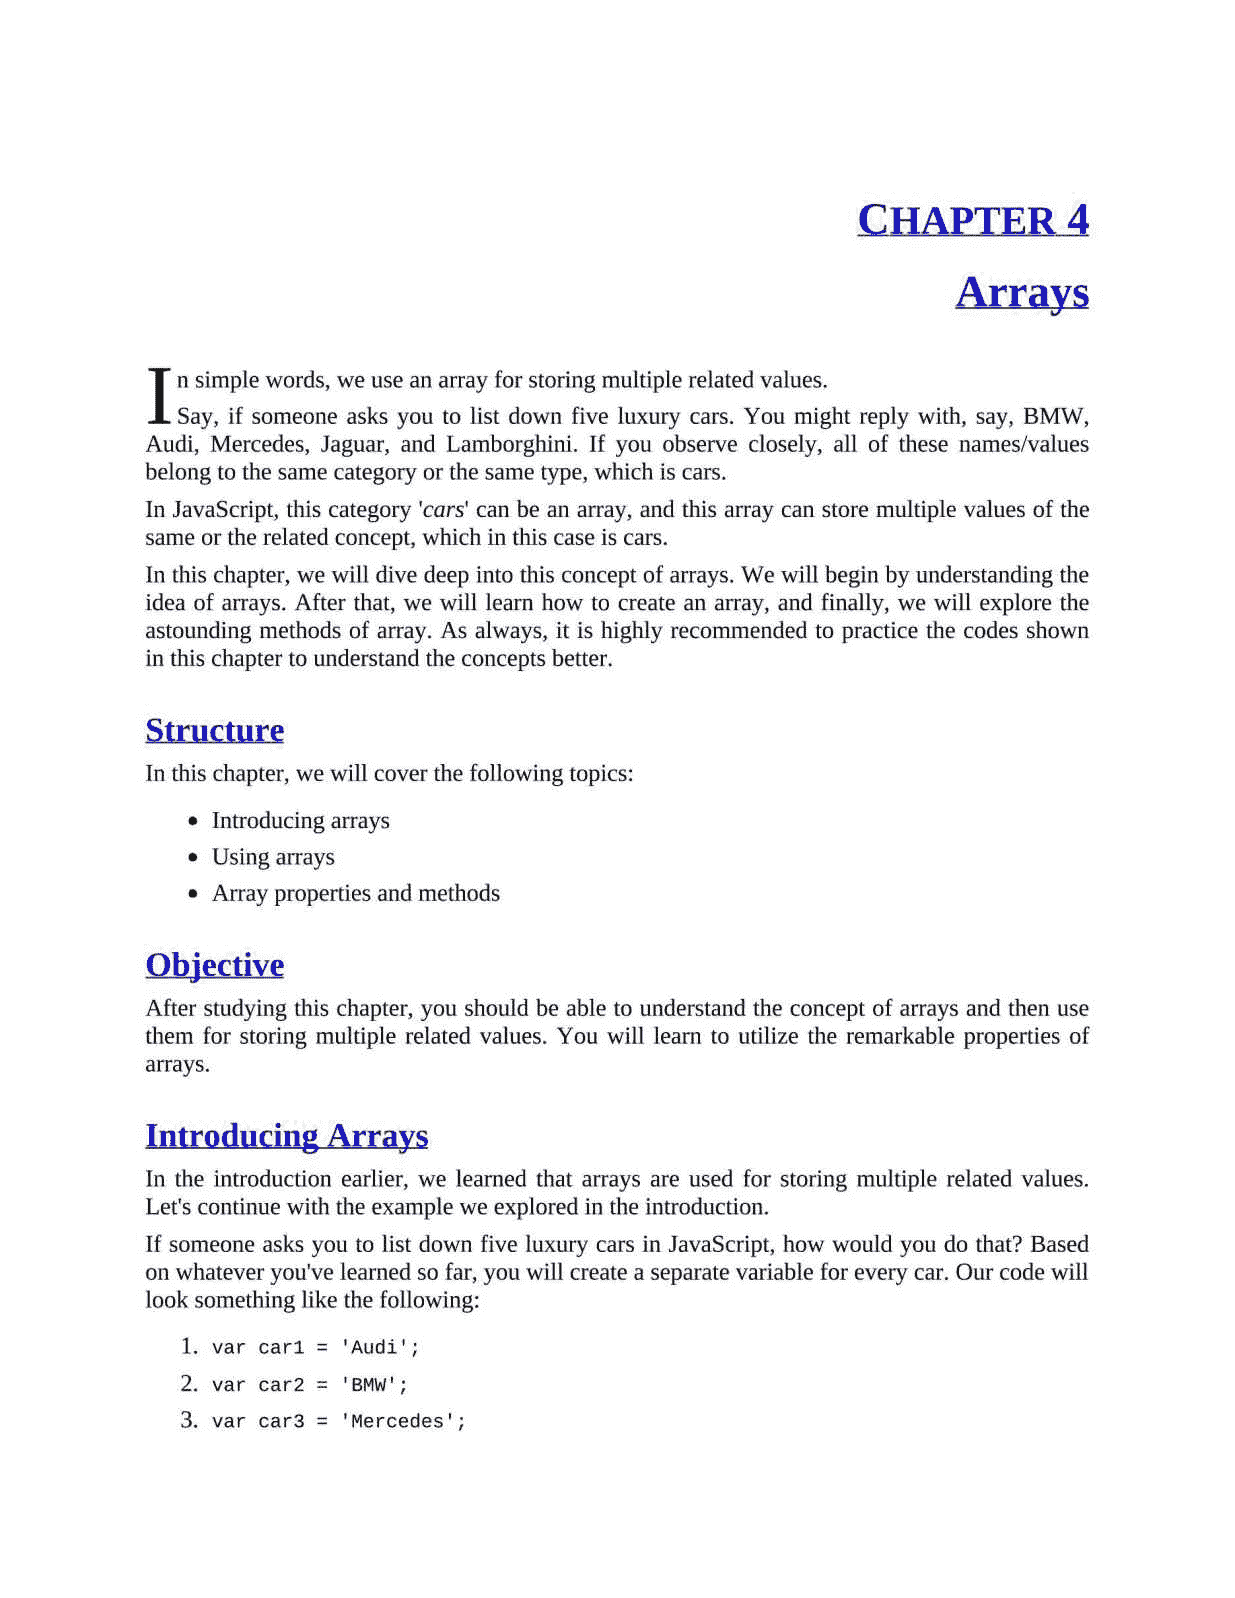 CHAPTER 4
Arrays
In simple words, we use an array for storing multiple related values.
Say, if someone asks you to list down five luxury cars. You might reply with, say, BMW,
Audi, Mercedes, Jaguar, and Lamborghini. If you observe closely, all of these names/values
belong to the same category or the same type, which is cars.
In JavaScript, this category 'cars' can be an array, and this array can store multiple values of the
same or the related concept, which in this case is cars.
In this chapter, we will dive deep into this concept of arrays. We will begin by understanding the
idea of arrays. After that, we will learn how to create an array, and finally, we will explore the
astounding methods of array. As always, it is highly recommended to practice the codes shown
in this chapter to understand the concepts better.
Structure
In this chapter, we will cover the following topics:
• Introducing arrays
• Using arrays
• Array properties and methods
Objective
After studying this chapter, you should be able to understand the concept of arrays and then use
them for storing multiple related values. You will learn to utilize the remarkable properties of
arrays.
Introducing Arrays
In the introduction earlier, we learned that arrays are used for storing multiple related values.
Let's continue with the example we explored in the introduction.
If someone asks you to list down five luxury cars in JavaScript, how would you do that? Based
on whatever you've learned so far, you will create a separate variable for every car. Our code will
look something like the following:
1. var car1 = 'Audi';
2. var car2 = 'BMW';
3. var car3 = 'Mercedes';